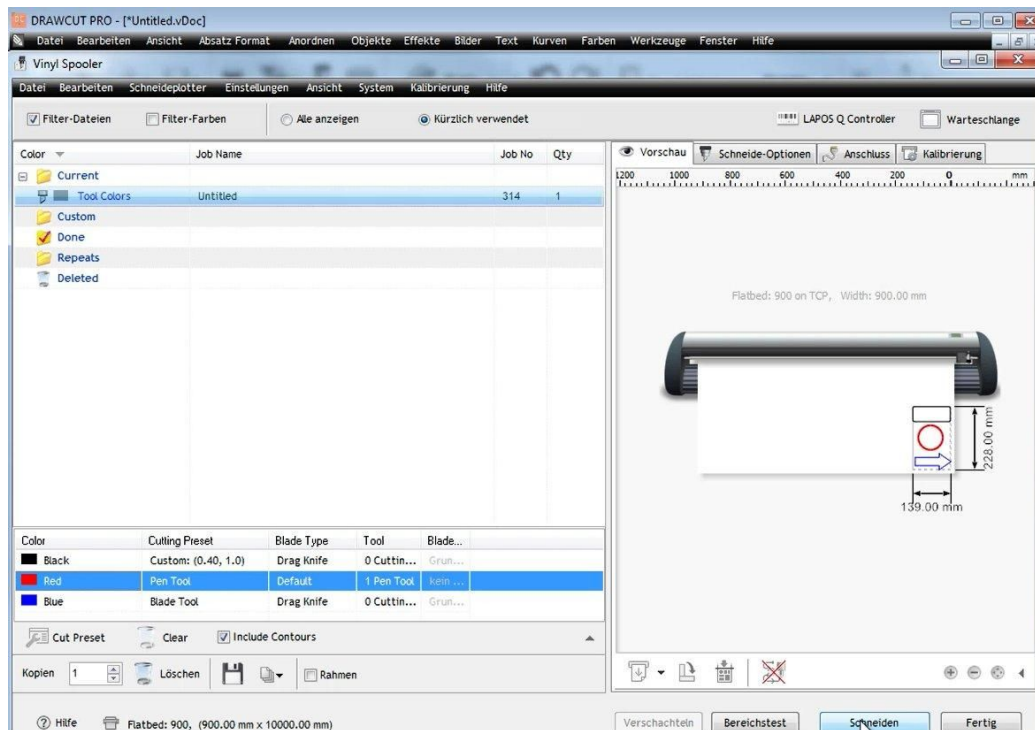 DRAWCUT PRO - [*Untitled.vDoc]
Datei Bearbeiten Ansicht Absatz Format Anordnen Objekte Effekte Bilder Text Kurven Farben Werkzeuge Fenster Hilfe
Vinyl Spooler
Datei Bearbeiten Schneideplotter Einstellungen Ansicht System Kalibrierung Hilfe
Filter-Dateien Filter-Farben Alle anzeigen Kürzlich verwendet LAPOS Q Controller Warteschlange
Color Job Name Job No Qty
Vorschau Schneide-Optionen Anschluss Kalibrierung
1200 1000 800 600 400 200 0 mm
Current
Tool Colors Untitled 314 1
Custom
Done
Repeats
Deleted
Flatbed: 900 on TCP, Width: 900.00 mm
228.00 mm
139.00 mm
Color Cutting Preset Blade Type Tool Blade...
Black Custom: (0.40, 1.0) Drag Knife 0 Cuttin... Grun...
Red Pen Tool Default 1 Pen Tool kein ...
Blue Blade Tool Drag Knife 0 Cuttin... Grun...
Cut Preset Clear Include Contours
Kopien 1 Löschen Rahmen
Hilfe Flatbed: 900, (900.00 mm x 10000.00 mm)
Verschachteln Bereichstest Schneiden Fertig